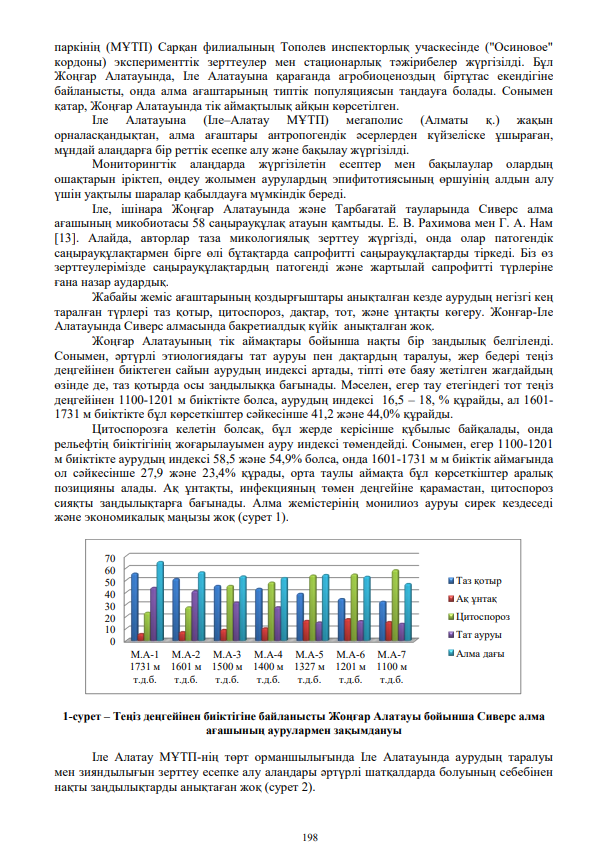 паркінің (МҰТП) Сарқан филиалының Тополев инспекторлық учаскесінде ("Осиновое"
кордоны) эксперименттік зерттеулер мен стационарлық тәжірибелер жүргізілді. Бұл
Жоңғар Алатауында, Іле Алатауына қарағанда агробиоценоздың біртұтас екендігіне
байланысты, онда алма ағаштарының типтік популяциясын таңдауға болады. Сонымен
қатар, Жоңғар Алатауында тік аймақтылық айқын көрсетілген.
Іле Алатауына (Іле–Алатау МҰТП) мегаполис (Алматы қ.) жақын
орналасқандықтан, алма ағаштары антропогендік әсерлерден күйзеліске ұшыраған,
мұндай алаңдарға бір реттік есепке алу және бақылау жүргізілді.
Мониторингтік алаңдарда жүргізілетін есептер мен бақылаулар олардың
ошақтарын іріктеп, өңдеу жолымен аурулардың эпифитотиясының өршуінің алдын алу
үшін уақтылы шаралар қабылдауға мүмкіндік береді.
Іле, ішінара Жоңғар Алатауында және Тарбағатай тауларында Сиверс алма
ағашының микобиотасы 58 саңырауқұлақ атауын қамтыды. Е. В. Рахимова мен Г. А. Нам
[13]. Алайда, авторлар таза микологиялық зерттеу жүргізді, онда олар патогендік
саңырауқұлақтармен бірге өлі бұтақтарда сапрофитті саңырауқұлақтарды тіркеді. Біз өз
зерттеулерімізде саңырауқұлақтардың патогенді және жартылай сапрофитті түрлеріне
ғана назар аудардық.
Жабайы жеміс ағаштарының қоздырғыштары анықталған кезде аурудың негізгі кең
таралған түрлері таз қотыр, цитоспороз, дақтар, тот, және ұнтақты көгеру. Жонғар-Іле
Алатауында Сиверс алмасында бакретиалдық күйік анықталған жоқ.
Жоңғар Алатауының тік аймақтары бойынша нақты бір заңдылық белгіленді.
Сонымен, әртүрлі этиологиядағы тат ауруы пен дақтардың таралуы, жер бедері теңіз
деңгейінен биіктеген сайын аурудың индексі артады, тіпті өте баяу жетілген жағдайдың
өзінде де, таз қотырда осы заңдылыққа бағынады. Мәселен, егер тау етегіндегі тот теңіз
деңгейінен 1100-1201 м биіктікте болса, аурудың индексі 16,5 – 18, % құрайды, ал 1601-
1731 м биіктікте бұл көрсеткіштер сәйкесінше 41,2 және 44,0% құрайды.
Цитоспорозға келетін болсақ, бұл жерде керісінше құбылыс байқалады, онда
рельефтің биіктігінің жоғарылауымен ауру индексі төмендейді. Сонымен, егер 1100-1201
м биіктікте аурудың индексі 58,5 және 54,9% болса, онда 1601-1731 м м биіктік аймағында
ол сәйкесінше 27,9 және 23,4% құрады, орта таулы аймақта бұл көрсеткіштер аралық
позицияны алады. Ақ ұнтақты, инфекцияның төмен деңгейіне қарамастан, цитоспороз
сияқты заңдылықтарға бағынады. Алма жемістерінің монилиоз ауруы сирек кездеседі
және экономикалық маңызы жоқ (сурет 1).
70
60
50
40
30
20
10
0
М.А-1 М.А-2 М.А-3 М.А-4 М.А-5 М.А-6 М.А-7
1731 м 1601 м 1500 м 1400 м 1327 м 1201 м 1100 м
т.д.б. т.д.б. т.д.б. т.д.б. т.д.б. т.д.б. т.д.б.
Таз қотыр
Ақ ұнтақ
Цитоспороз
Тат ауруы
Алма дағы
1-сурет – Теңіз деңгейінен биіктігіне байланысты Жоңғар Алатауы бойынша Сиверс алма
ағашының аурулармен зақымдануы
Іле Алатау МҰТП-нің төрт орманшылығында Іле Алатауында аурудың таралуы
мен зияндылығын зерттеу есепке алу алаңдары әртүрлі шатқалдарда болуының себебінен
нақты заңдылықтарды анықтаған жоқ (сурет 2).
198